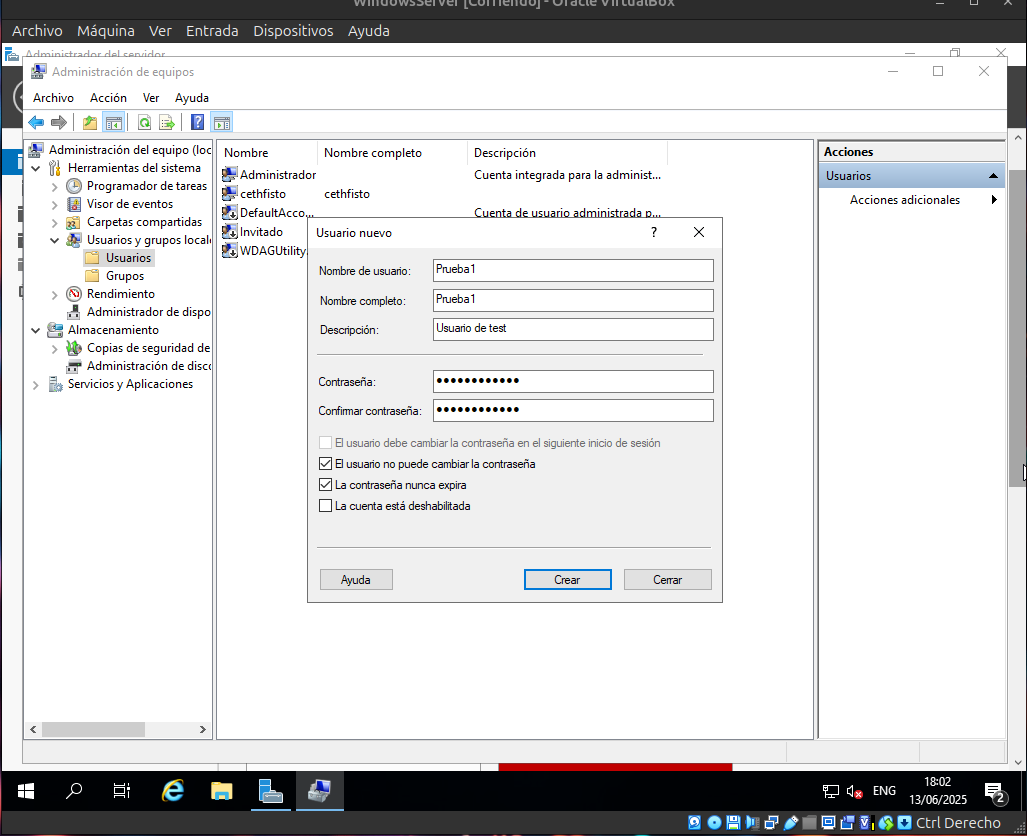 WindowsServer [Corriendo] - Oracle VirtualBox
Archivo Máquina Ver Entrada Dispositivos Ayuda
Administrador del servidor
Administración de equipos
Archivo Acción Ver Ayuda
Administración del equipo (loc
Herramientas del sistema
Programador de tareas
Visor de eventos
Carpetas compartidas
Usuarios y grupos locale
Usuarios
Grupos
Rendimiento
Administrador de dispo
Almacenamiento
Copias de seguridad de
Administración de disco
Servicios y Aplicaciones
Nombre Nombre completo Descripción
Administrador Cuenta integrada para la administ...
cethfisto cethfisto
DefaultAcco... Cuenta de usuario administrada p...
Invitado
WDAGUtility
Acciones
Usuarios
Acciones adicionales
Usuario nuevo ?
Nombre de usuario: Prueba1
Nombre completo: Prueba1
Descripción: Usuario de test
Contraseña: ●●●●●●●●●●●●
Confirmar contraseña: ●●●●●●●●●●●●
El usuario debe cambiar la contraseña en el siguiente inicio de sesión
El usuario no puede cambiar la contraseña
La contraseña nunca expira
La cuenta está deshabilitada
Ayuda Crear Cerrar
ENG 18:02
13/06/2025
2
Ctrl Derecho